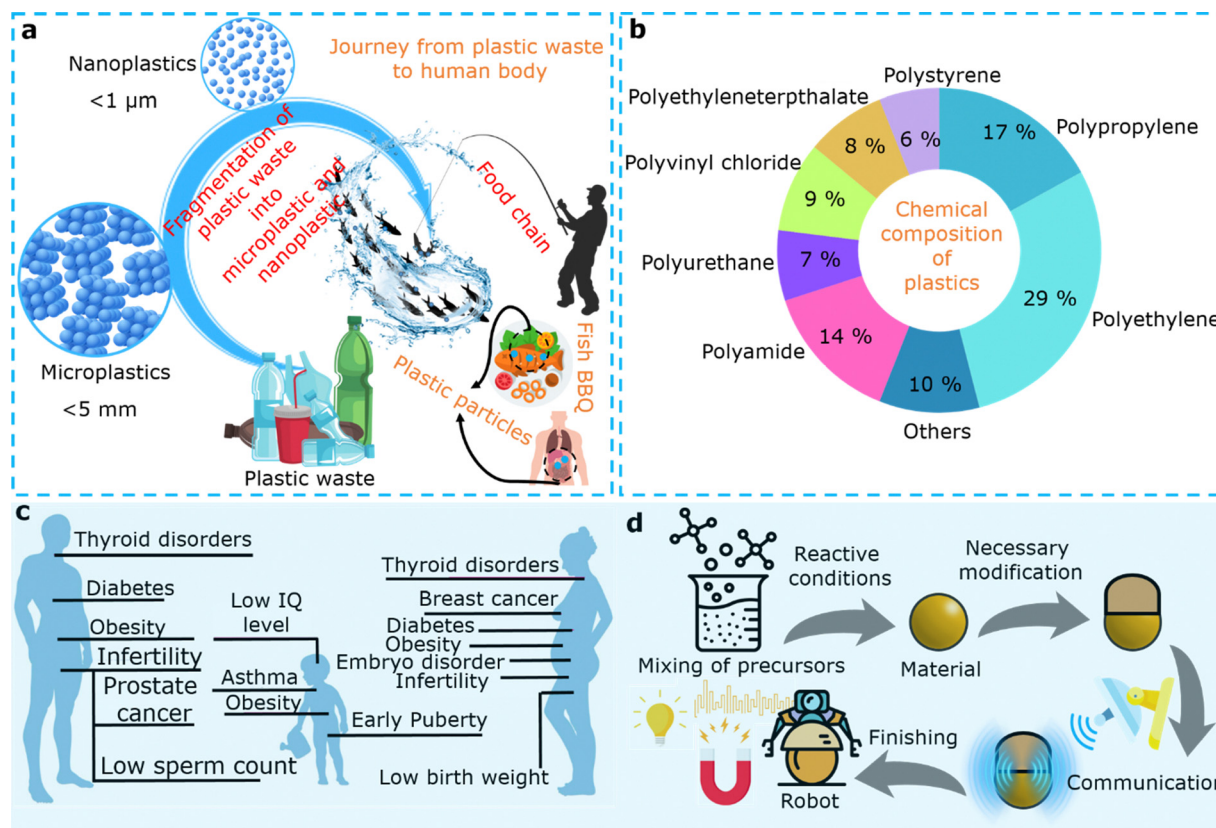 a
Journey from plastic waste
to human body
Nanoplastics
<1 μm
Fragmentation of
plastic waste
into
microplastic and
nanoplastic
Food chain
Microplastics
<5 mm
Fish BBQ
Plastic particles
Plastic waste
b
Polystyrene
Polyethyleneterpthalate
Polypropylene
6 %
17 %
8 %
Polyvinyl chloride
9 %
Chemical
composition
of
plastics
Polyurethane
7 %
29 %
Polyethylene
Polyamide
14 %
10 %
Others
c
Thyroid disorders
Diabetes
Obesity
Infertility
Prostate
cancer
Low sperm count
Low IQ
level
Asthma
Obesity
Early Puberty
Thyroid disorders
Breast cancer
Diabetes
Obesity
Embryo disorder
Infertility
Low birth weight
d
Reactive
conditions
Necessary
modification
Mixing of precursors
Material
Communication
Finishing
Robot